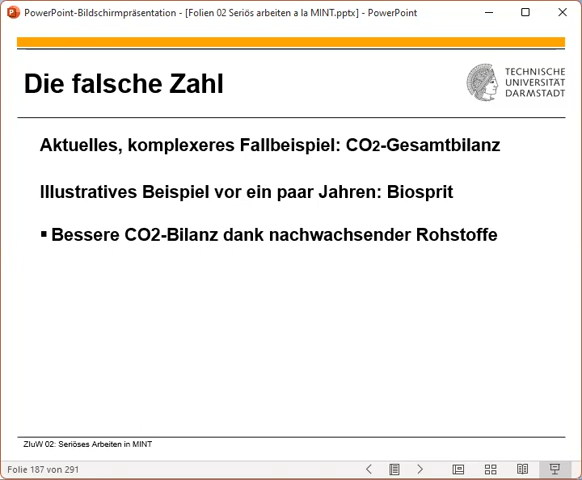 PowerPoint-Bildschirmpräsentation - [Folien 02 Seriös arbeiten a la MINT.pptx] - PowerPoint
Die falsche Zahl
TECHNISCHE
UNIVERSITÄT
DARMSTADT
Aktuelles, komplexeres Fallbeispiel: CO2-Gesamtbilanz
Illustratives Beispiel vor ein paar Jahren: Biosprit
▪ Bessere CO2-Bilanz dank nachwachsender Rohstoffe
ZIuW 02: Seriöses Arbeiten in MINT
Folie 187 von 291